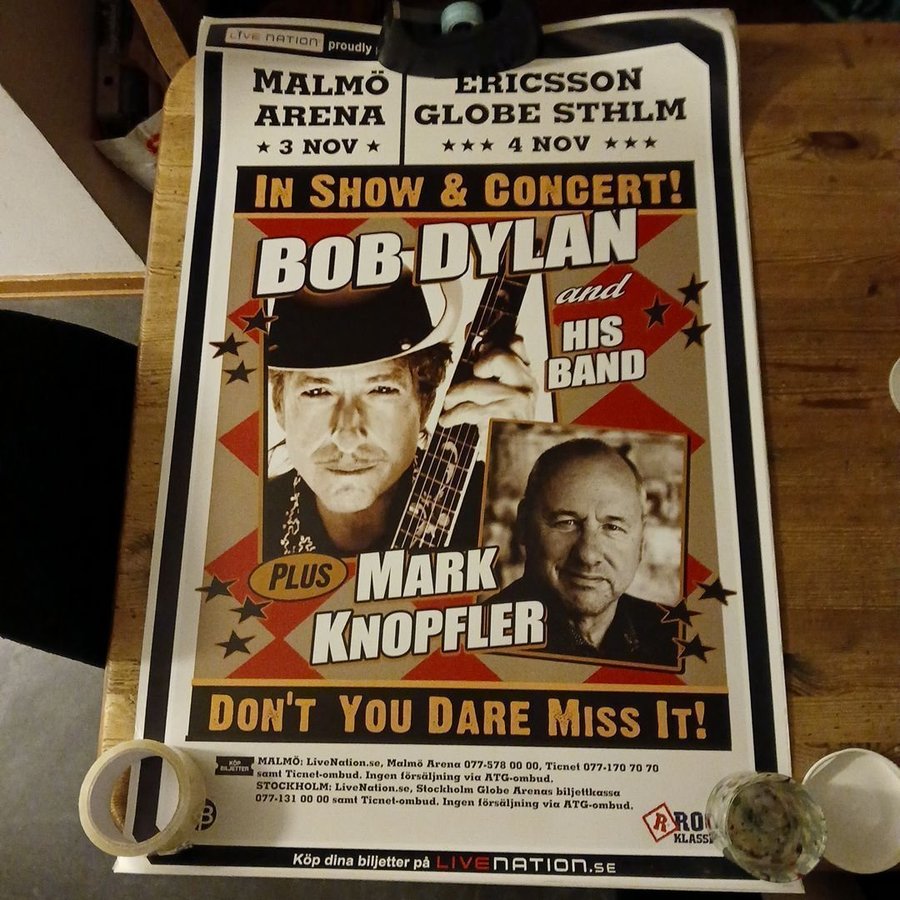 LIVE NATION proudly
MALMÖ
ARENA
★ 3 NOV ★
ERICSSON
GLOBE STHLM
★★★ 4 NOV ★★★
IN SHOW & CONCERT!
BOB DYLAN
and
HIS
BAND
PLUS
MARK
KNOPFLER
DON'T YOU DARE MISS IT!
KÖP
BILJETTER
MALMÖ: LiveNation.se, Malmö Arena 077-578 00 00, Ticnet 077-170 70 70
samt Ticnet-ombud. Ingen försäljning via ATG-ombud.
STOCKHOLM: LiveNation.se, Stockholm Globe Arenas biljettkassa
077-131 00 00 samt Ticnet-ombud. Ingen försäljning via ATG-ombud.
B
R
Köp dina biljetter på LIVENATION.SE